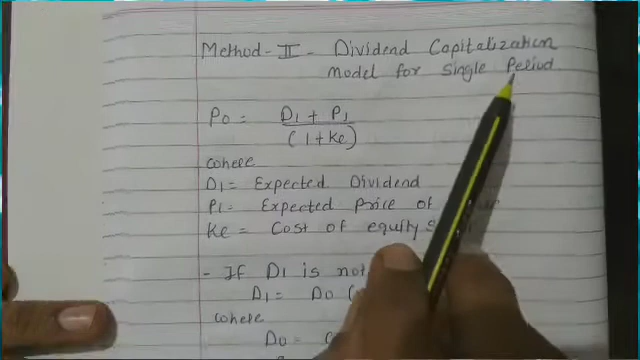 Method-II - Dividend Capitalization
Model for Single Period
P0 = D1 + P1
(1+Ke)
where
D1= Expected Dividend
P1= Expected Price of
Ke= Cost of equity
- If D1 is not
D1= D0 (
where
D0=